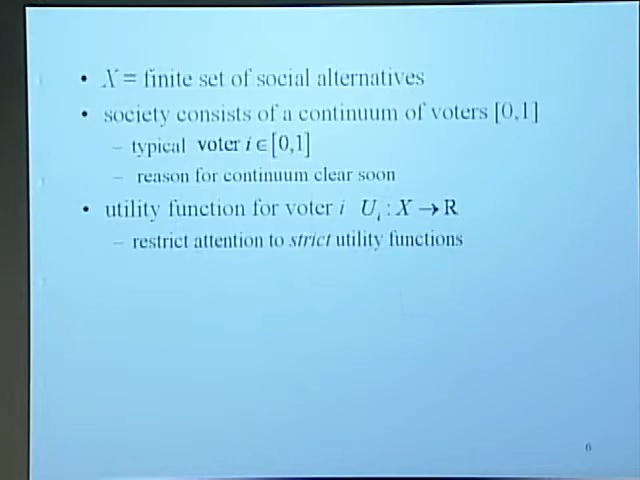 • X = finite set of social alternatives
• society consists of a continuum of voters [0,1]
– typical voter i ∈ [0,1]
– reason for continuum clear soon
• utility function for voter i U_i : X → R
– restrict attention to strict utility functions
6